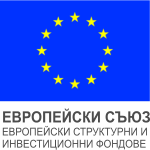 ЕВРОПЕЙСКИ СЪЮЗ
ЕВРОПЕЙСКИ СТРУКТУРНИ И
ИНВЕСТИЦИОННИ ФОНДОВЕ